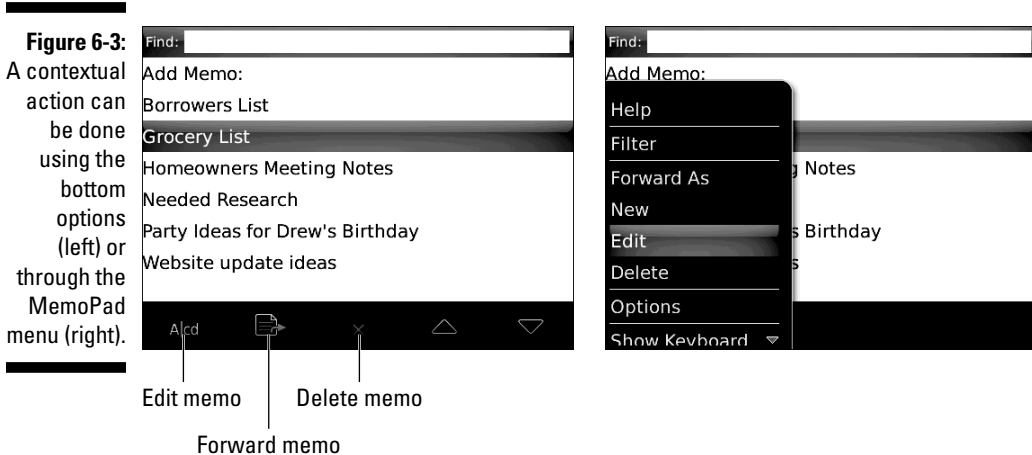 Figure 6-3:
A contextual
action can
be done
using the
bottom
options
(left) or
through the
MemoPad
menu (right).
Find:
Add Memo:
Borrowers List
Grocery List
Homeowners Meeting Notes
Needed Research
Party Ideas for Drew's Birthday
Website update ideas
A|cd
Edit memo
Delete memo
Forward memo
Find:
Add Memo:
Help
Filter
Forward As
New
Edit
Delete
Options
Show Keyboard
Notes
s Birthday
s